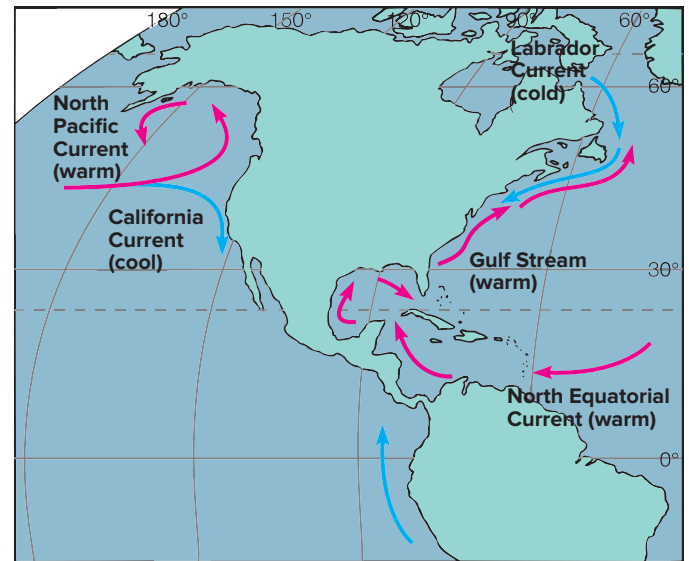 180°
150°
120°
90°
60°
Labrador
Current
(cold)
60°
North
Pacific
Current
(warm)
California
Current
(cool)
Gulf Stream
(warm)
30°
North Equatorial
Current (warm)
0°